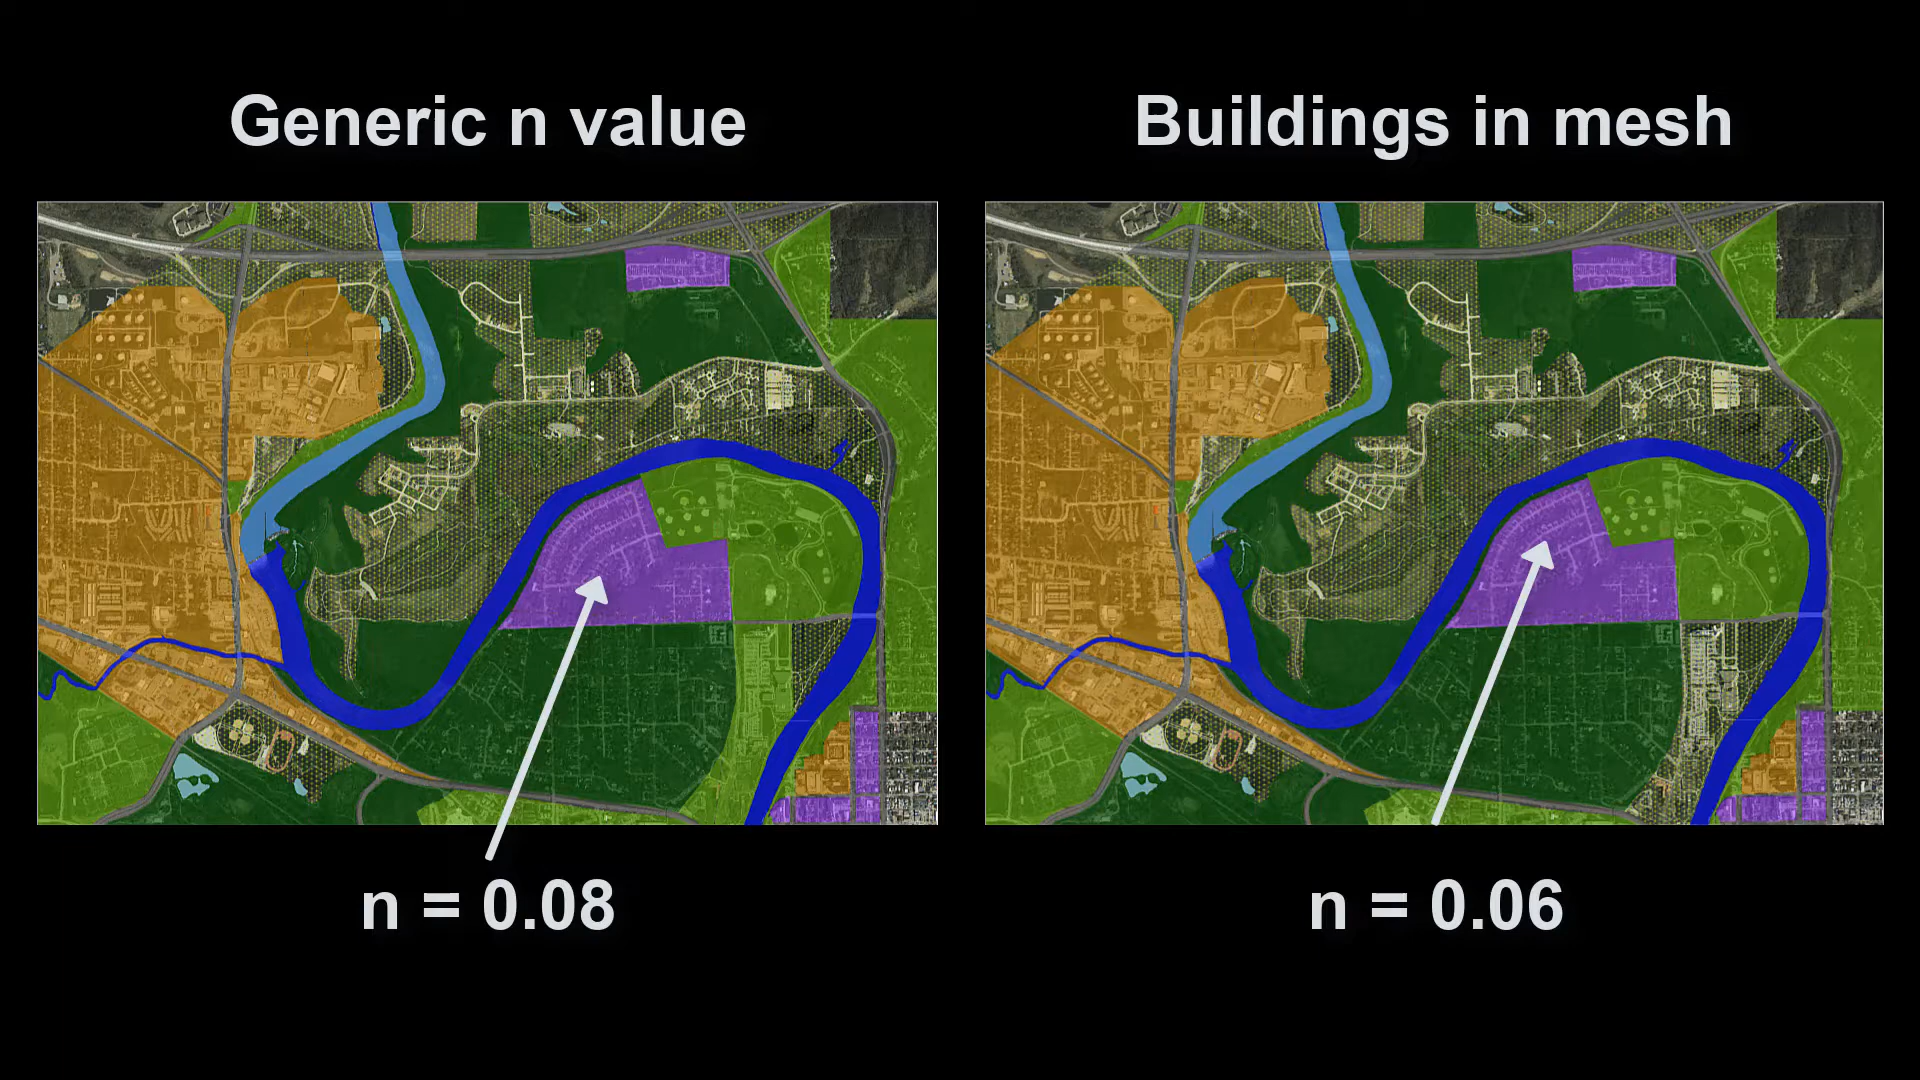 Generic n value
Buildings in mesh
n = 0.08
n = 0.06